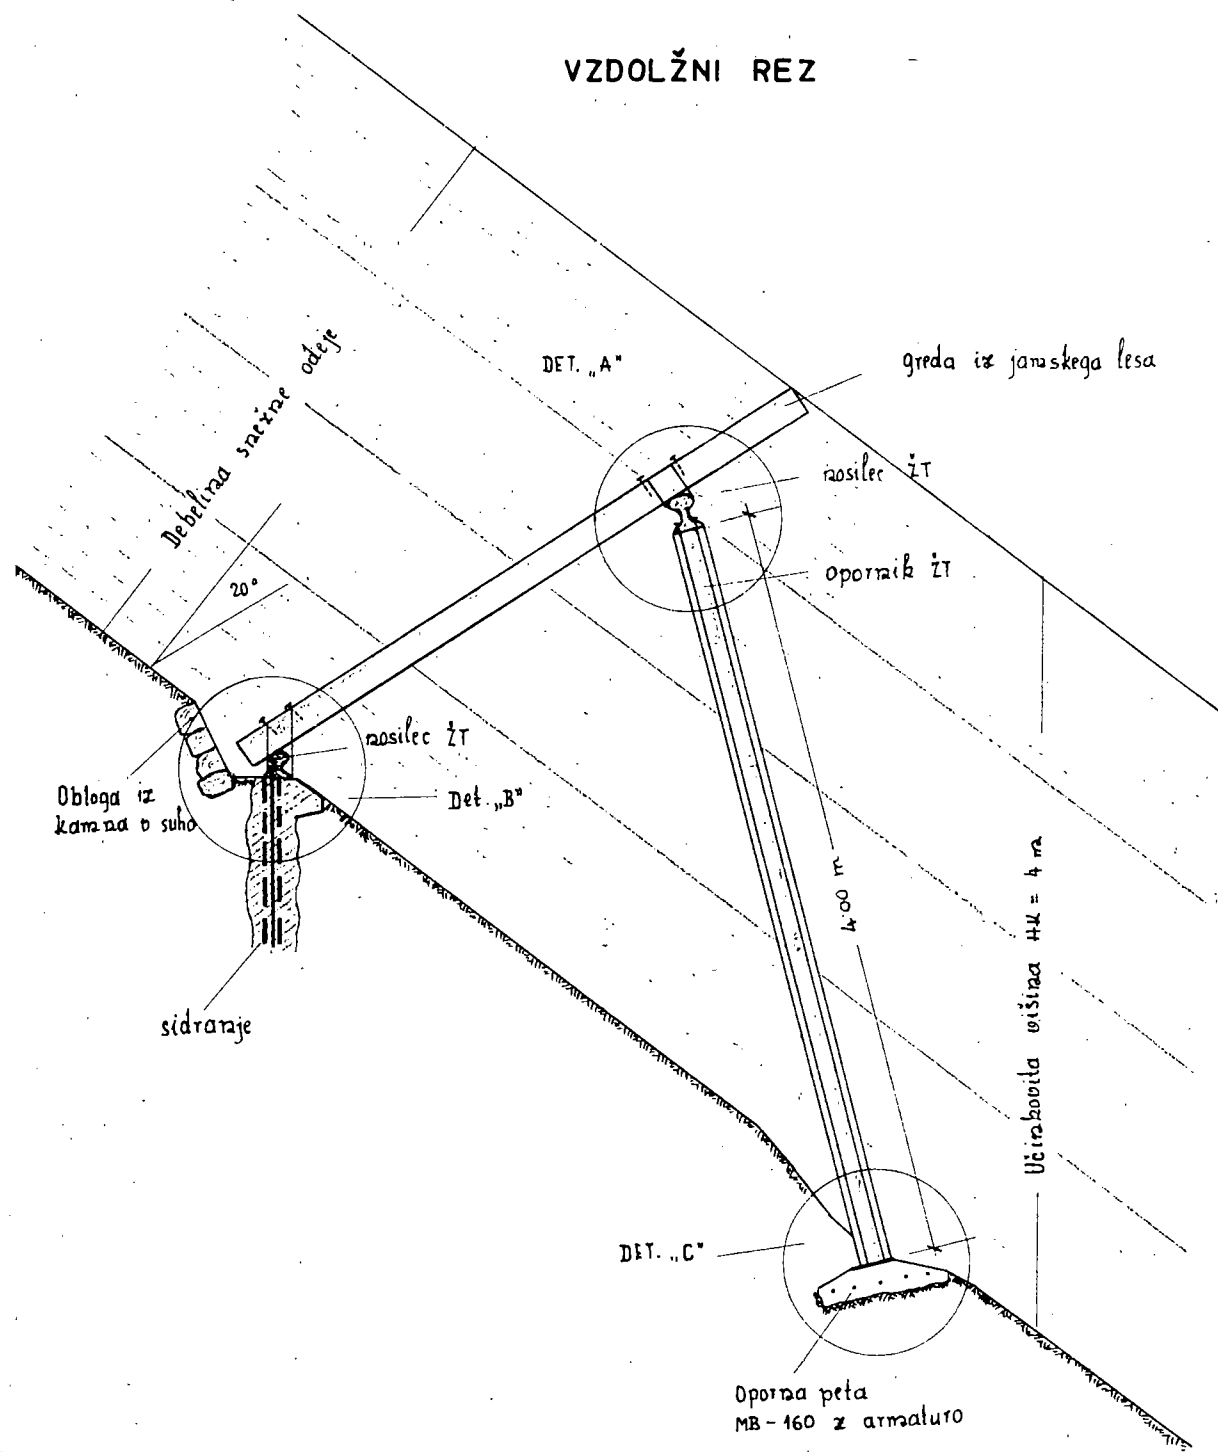 VZDOLŽNI REZ
DET. „A"
greda iz jamskega lesa
Debelina snežne odeje
nosilec ŽT
opornik ŽT
20°
nosilec ŽT
Det. „B"
Obloga iz
kamna v suho
4.00 m
Učinkovita višina HK = 4 m
sidranje
DET. „C"
Oporna peta
MB-160 z armaturo